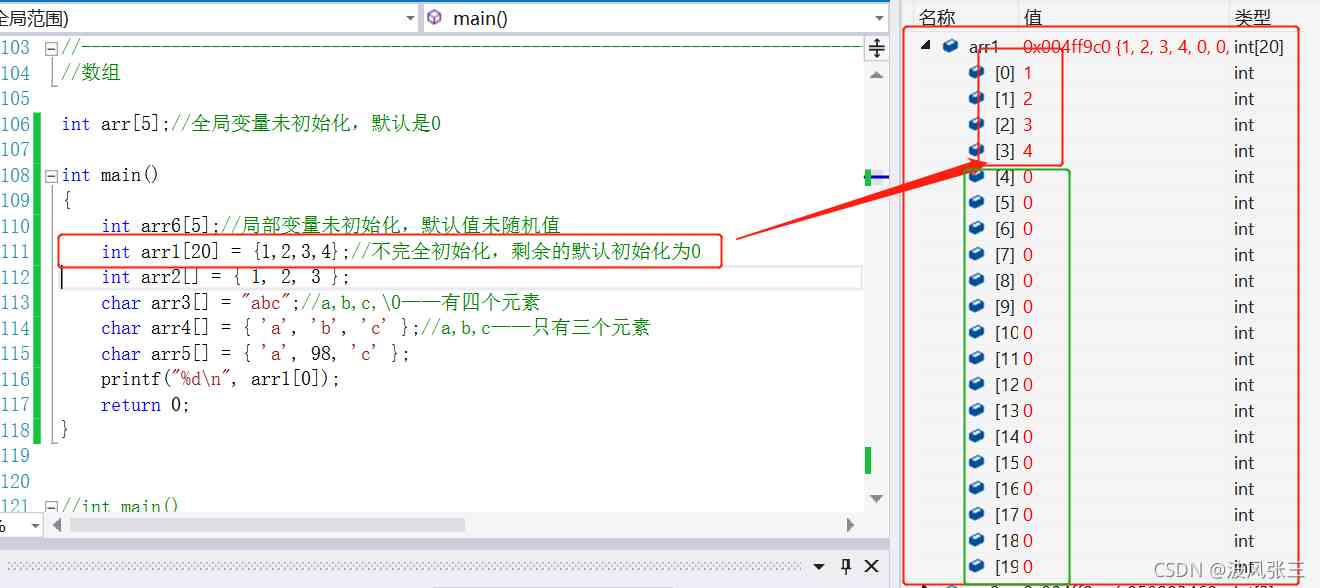 全局范围)
main()
103 //
104 //数组
105
106 int arr[5];//全局变量未初始化，默认是0
107
108 int main()
109 {
110 int arr6[5];//局部变量未初始化，默认值未随机值
111 int arr1[20] = {1,2,3,4};//不完全初始化，剩余的默认初始化为0
112 int arr2[] = { 1, 2, 3 };
113 char arr3[] = "abc";//a,b,c,\0——有四个元素
114 char arr4[] = { 'a', 'b', 'c' };//a,b,c——只有三个元素
115 char arr5[] = { 'a', 98, 'c' };
116 printf("%d\n", arr1[0]);
117 return 0;
118 }
119
120
121 //int main()
%
名称 值 类型
arr1 0x004ff9c0 {1, 2, 3, 4, 0, 0, int[20]
[0] 1 int
[1] 2 int
[2] 3 int
[3] 4 int
[4] 0 int
[5] 0 int
[6] 0 int
[7] 0 int
[8] 0 int
[9] 0 int
[10 0 int
[11 0 int
[12 0 int
[13 0 int
[14 0 int
[15 0 int
[16 0 int
[17 0 int
[18 0 int
[19 0 int
CSDN @波风张三